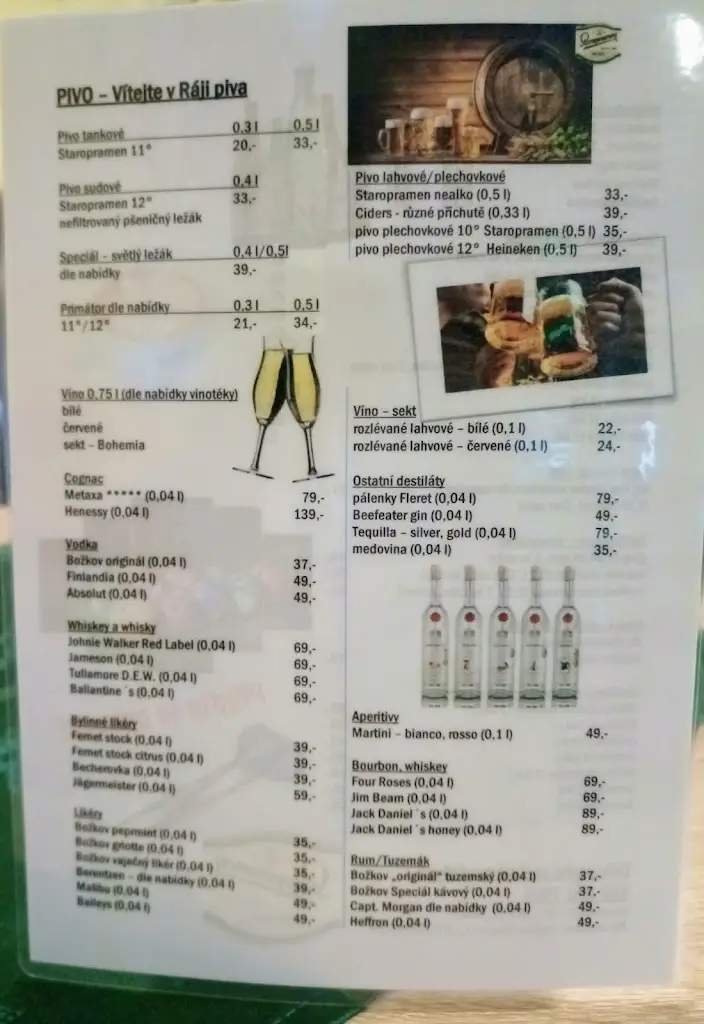 PIVO – Vítejte v Ráji piva
Pivo tankové 0,3 l 0,5 l
Staropramen 11° 20,- 33,-
Pivo sudové 0,4 l
Staropramen 12° 33,-
nefiltrovaný pšeničný ležák
Speciál – světlý ležák 0,4 l/0,5l
dle nabídky 39,-
Primátor dle nabídky 0,3 l 0,5 l
11°/12° 21,- 34,-
Víno 0,75 l (dle nabídky vinotéky)
bílé
červené
sekt – Bohemia
Cognac
Metaxa ***** (0,04 l) 79,-
Henessy (0,04 l) 139,-
Vodka
Božkov originál (0,04 l) 37,-
Finlandia (0,04 l) 49,-
Absolut (0,04 l) 49,-
Whiskey a whisky
Johnie Walker Red Label (0,04 l) 69,-
Jameson (0,04 l) 69,-
Tullamore D.E.W. (0,04 l) 69,-
Ballantine´s (0,04 l) 69,-
Bylinné likéry
Fernet stock (0,04 l) 39,-
Fernet stock citrus (0,04 l) 39,-
Becherovka (0,04 l) 39,-
Jägermeister (0,04 l) 59,-
Likéry
Božkov peprmint (0,04 l) 35,-
Božkov griotte (0,04 l) 35,-
Božkov vaječný likér (0,04 l) 35,-
Berentzen – dle nabídky (0,04 l) 39,-
Malibu (0,04 l) 49,-
Baileys (0,04 l) 49,-
Staropramen
Pivo lahvové/plechovkové
Staropramen nealko (0,5 l) 33,-
Ciders - různé příchutě (0,33 l) 39,-
pivo plechovkové 10° Staropramen (0,5 l) 35,-
pivo plechovkové 12° Heineken (0,5 l) 39,-
Víno – sekt
rozlévané lahvové – bílé (0,1 l) 22,-
rozlévané lahvové – červené (0,1 l) 24,-
Ostatní destiláty
pálenky Fleret (0,04 l) 79,-
Beefeater gin (0,04 l) 49,-
Tequilla – silver, gold (0,04 l) 79,-
medovina (0,04 l) 35,-
Aperitivy
Martini – bianco, rosso (0,1 l) 49,-
Bourbon, whiskey
Four Roses (0,04 l) 69,-
Jim Beam (0,04 l) 69,-
Jack Daniel´s (0,04 l) 89,-
Jack Daniel´s honey (0,04 l) 89,-
Rum/Tuzemák
Božkov „originál" tuzemský (0,04 l) 37,-
Božkov Speciál kávový (0,04 l) 37,-
Capt. Morgan dle nabídky (0,04 l) 49,-
Heffron (0,04 l) 49,-